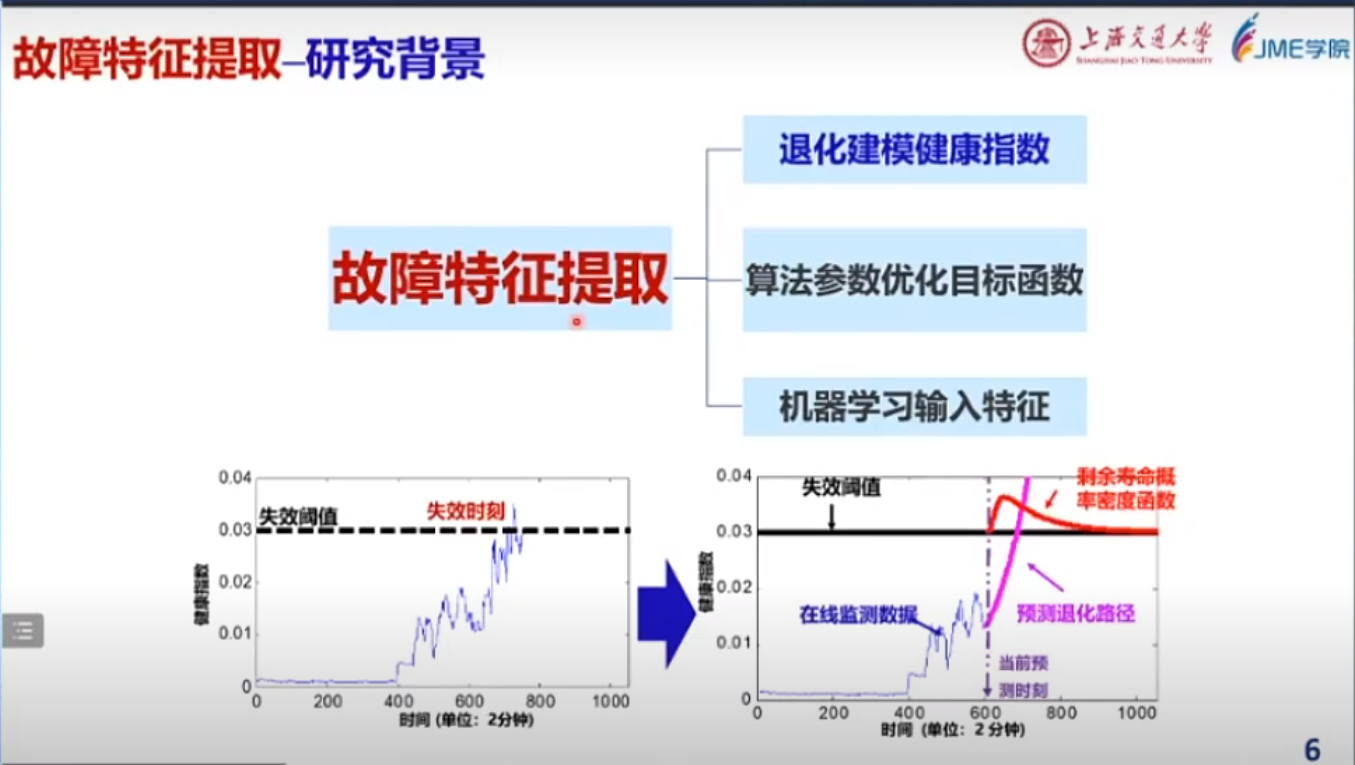 故障特征提取–研究背景
上海交通大学
SHANGHAI JIAO TONG UNIVERSITY
JME学院
退化建模健康指数
故障特征提取
算法参数优化目标函数
机器学习输入特征
0.04
0.03
0.02
0.01
0
健康指数
失效阈值
失效时刻
0 200 400 600 800 1000
时间 (单位：2分钟)
0.04
0.03
0.02
0.01
0
健康指数
失效阈值
剩余寿命概
率密度函数
在线监测数据
预测退化路径
当前预
测时刻
0 200 400 600 800 1000
时间 (单位：2 分钟)
6